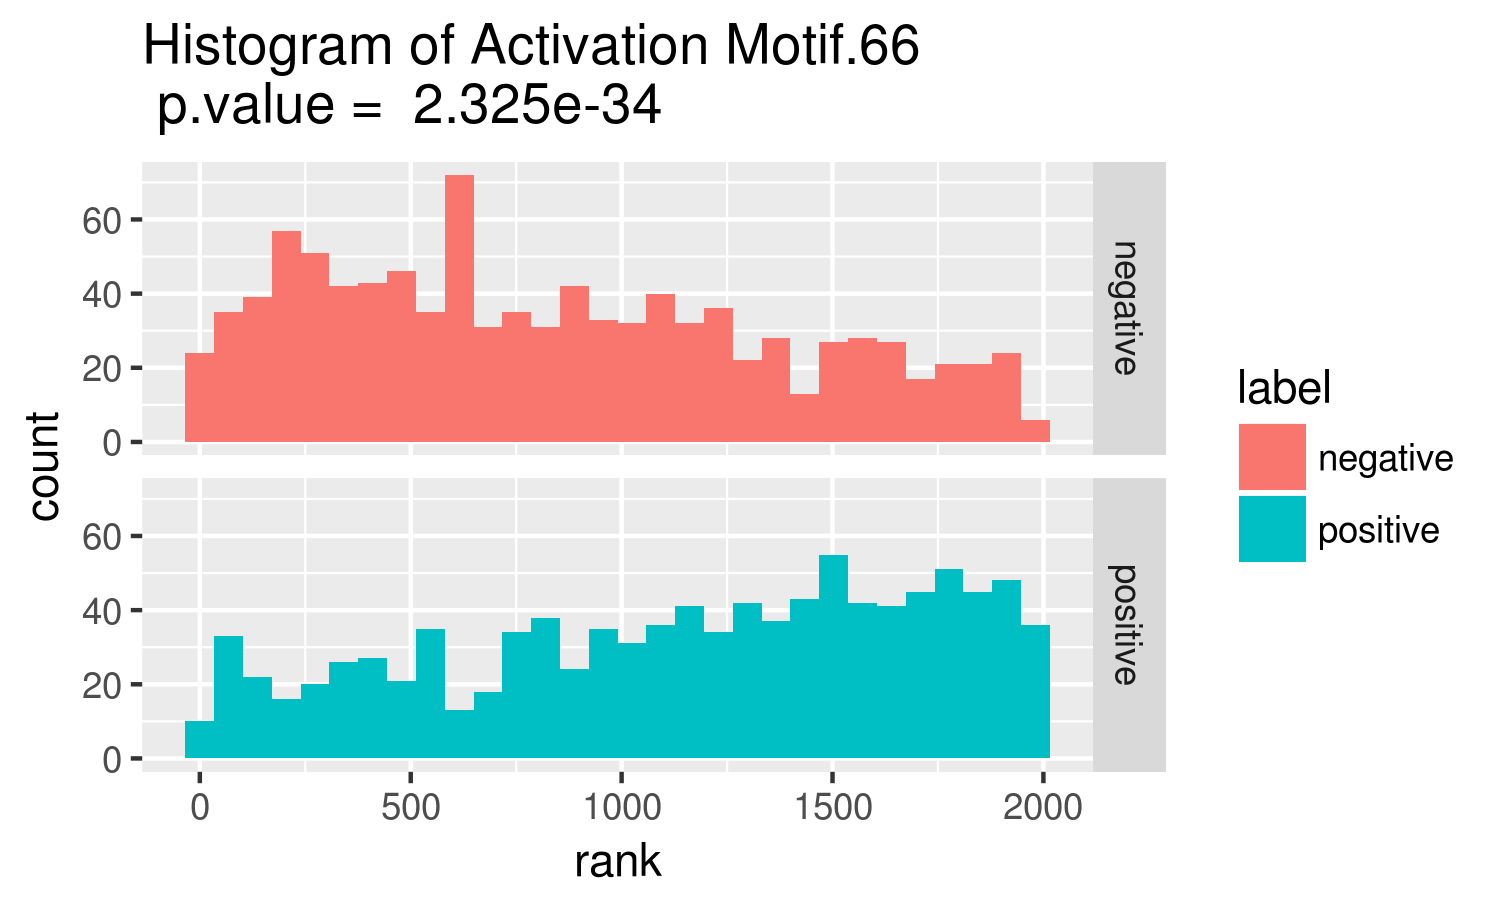 Histogram of Activation Motif.66
p.value = 2.325e-34
count
60
40
20
0
negative
60
40
20
0
positive
0 500 1000 1500 2000
rank
label
negative
positive